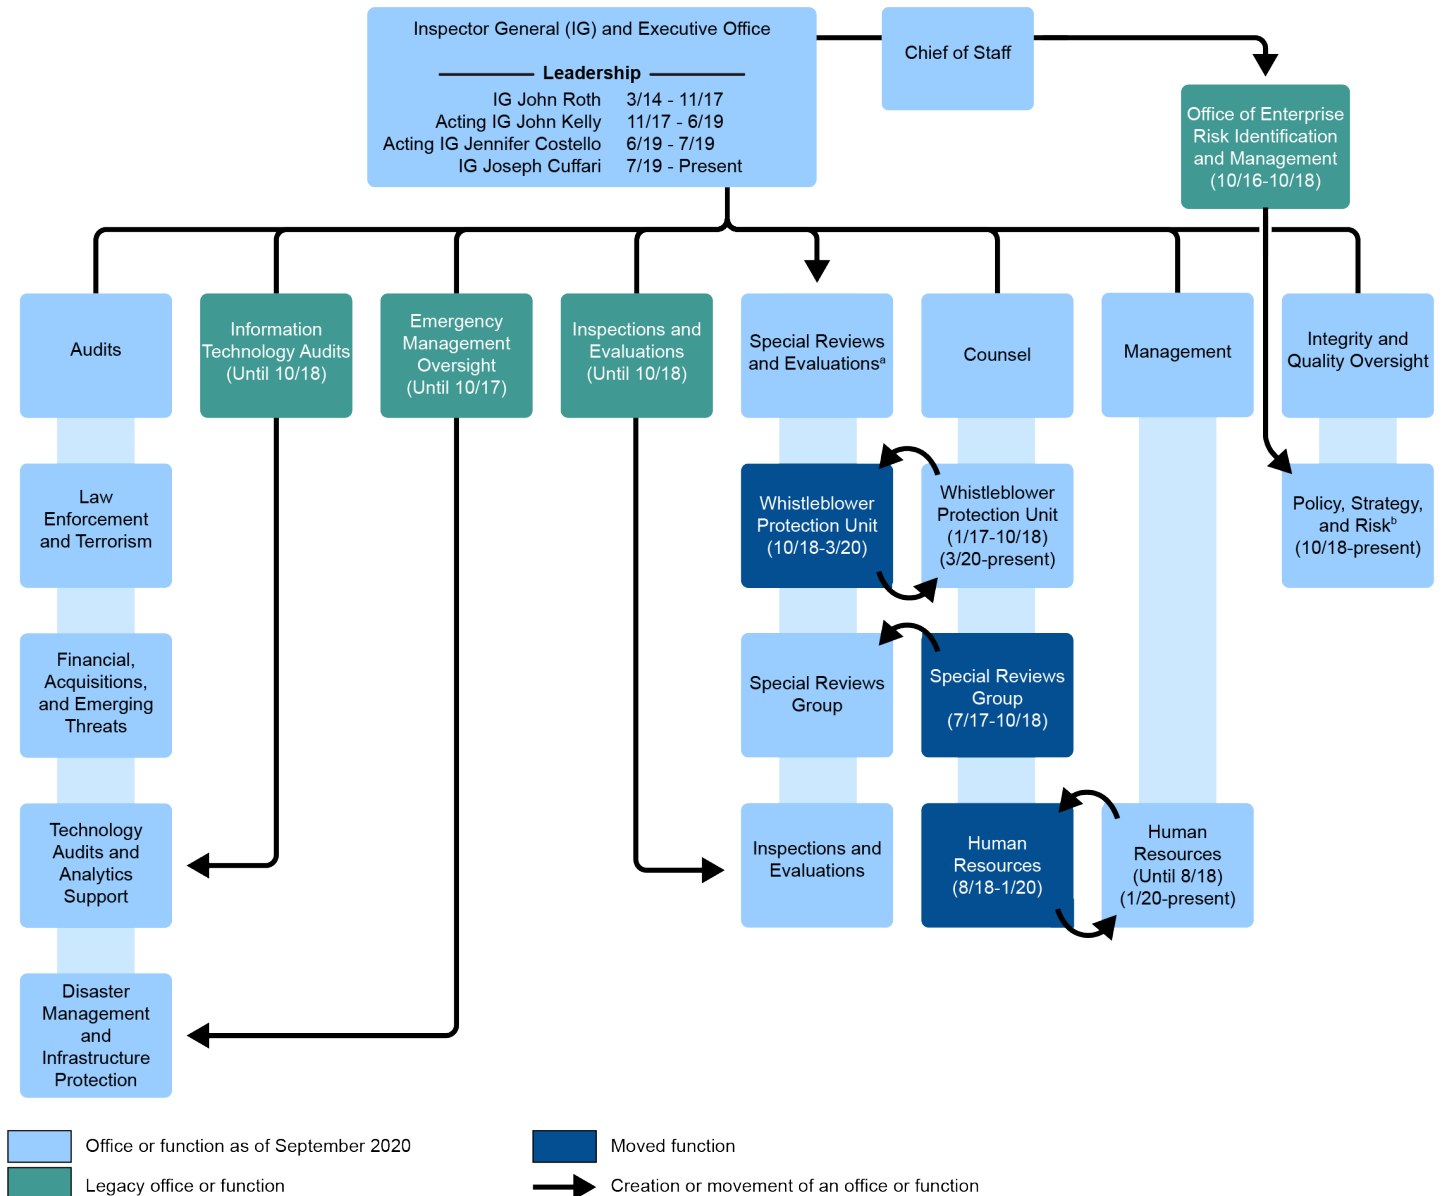 Inspector General (IG) and Executive Office
Leadership
IG John Roth 3/14 - 11/17
Acting IG John Kelly 11/17 - 6/19
Acting IG Jennifer Costello 6/19 - 7/19
IG Joseph Cuffari 7/19 - Present
Chief of Staff
Office of Enterprise
Risk Identification
and Management
(10/16-10/18)
Audits
Information
Technology Audits
(Until 10/18)
Emergency
Management
Oversight
(Until 10/17)
Inspections and
Evaluations
(Until 10/18)
Special Reviews
and Evaluationsᵃ
Counsel
Management
Integrity and
Quality Oversight
Law
Enforcement
and Terrorism
Whistleblower
Protection Unit
(10/18-3/20)
Whistleblower
Protection Unit
(1/17-10/18)
(3/20-present)
Policy, Strategy,
and Riskᵇ
(10/18-present)
Financial,
Acquisitions,
and Emerging
Threats
Special Reviews
Group
Special Reviews
Group
(7/17-10/18)
Technology
Audits and
Analytics
Support
Inspections and
Evaluations
Human
Resources
(8/18-1/20)
Human
Resources
(Until 8/18)
(1/20-present)
Disaster
Management
and
Infrastructure
Protection
Office or function as of September 2020
Moved function
Legacy office or function
Creation or movement of an office or function